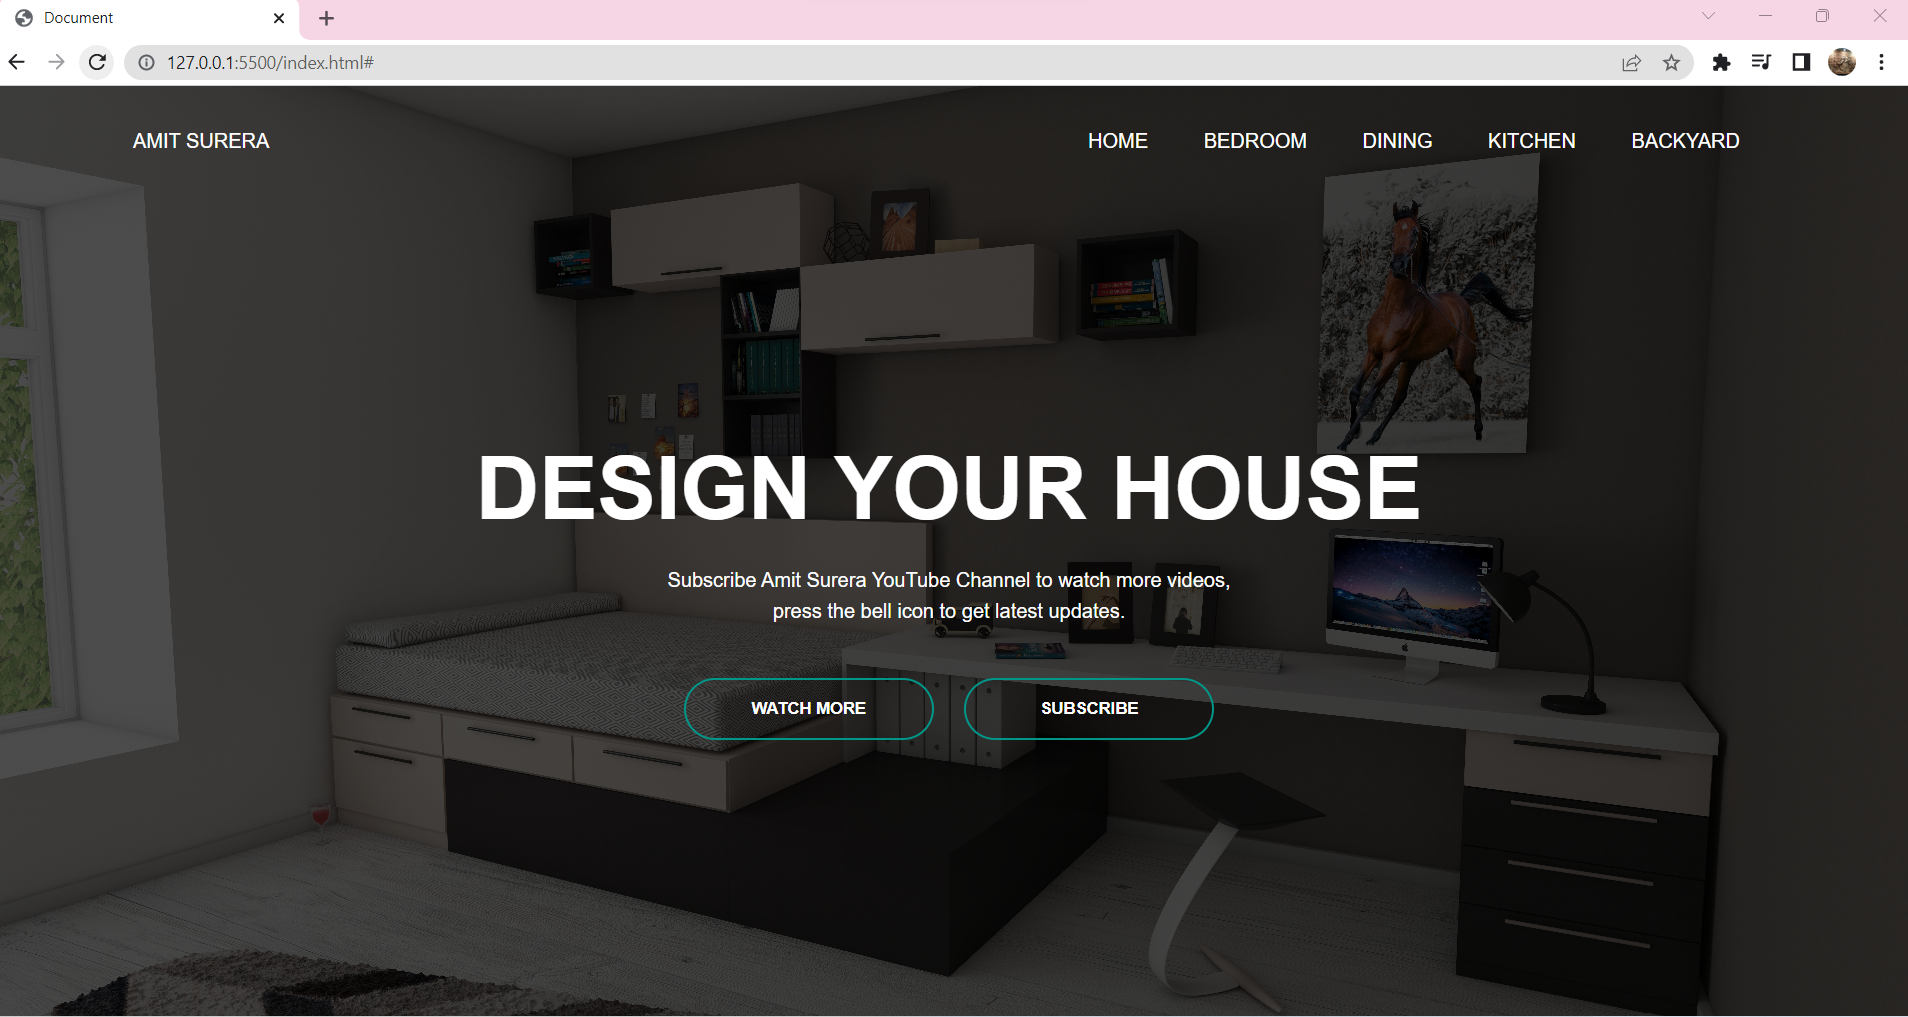 Document
127.0.0.1:5500/index.html#
AMIT SURERA
HOME BEDROOM DINING KITCHEN BACKYARD
DESIGN YOUR HOUSE
Subscribe Amit Surera YouTube Channel to watch more videos,
press the bell icon to get latest updates.
WATCH MORE SUBSCRIBE